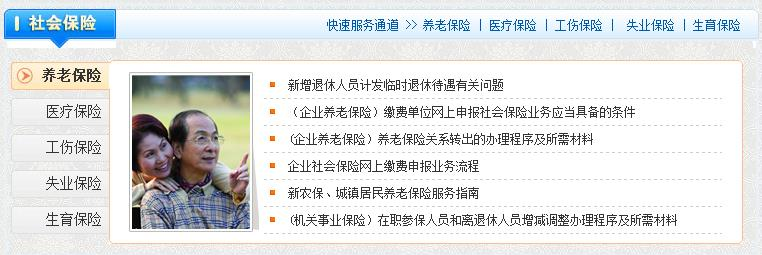 社会保险
快速服务通道 >> 养老保险 | 医疗保险 | 工伤保险 | 失业保险 | 生育保险
养老保险
医疗保险
工伤保险
失业保险
生育保险
新增退休人员计发临时退休待遇有关问题
（企业养老保险）缴费单位网上申报社会保险业务应当具备的条件
(企业养老保险）养老保险关系转出的办理程序及所需材料
企业社会保险网上缴费申报业务流程
新农保、城镇居民养老保险服务指南
(机关事业保险）在职参保人员和离退休人员增减调整办理程序及所需材料